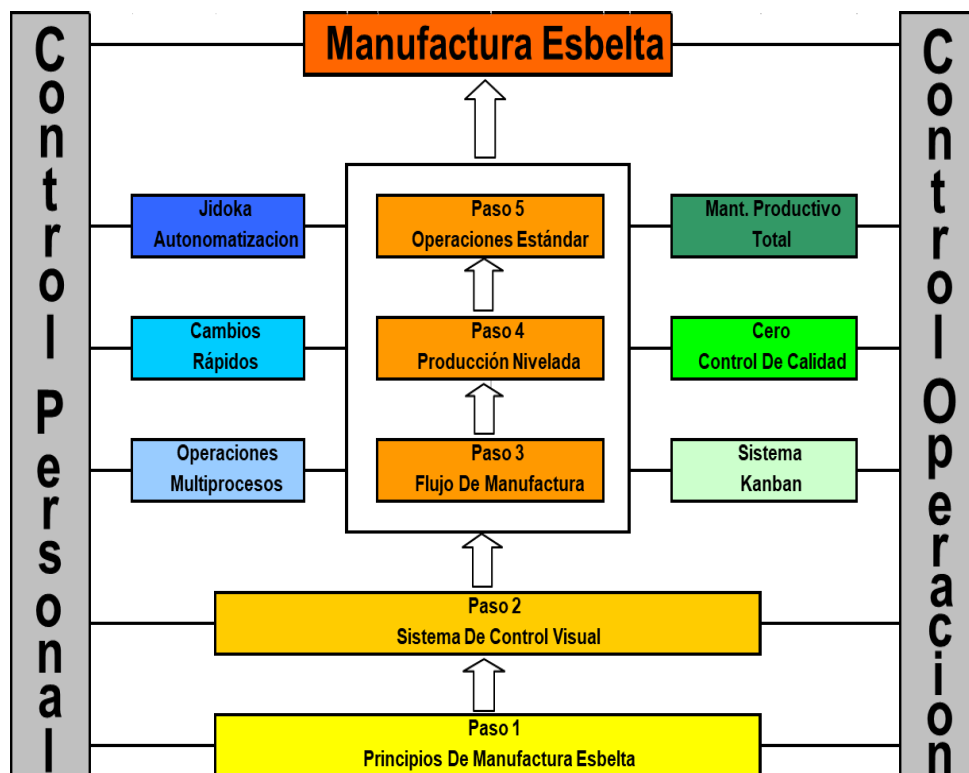 Manufactura Esbelta
Control Personal
Control Operacion
Jidoka
Autonomatizacion
Paso 5
Operaciones Estándar
Mant. Productivo
Total
Cambios
Rápidos
Paso 4
Producción Nivelada
Cero
Control De Calidad
Operaciones
Multiprocesos
Paso 3
Flujo De Manufactura
Sistema
Kanban
Paso 2
Sistema De Control Visual
Paso 1
Principios De Manufactura Esbelta